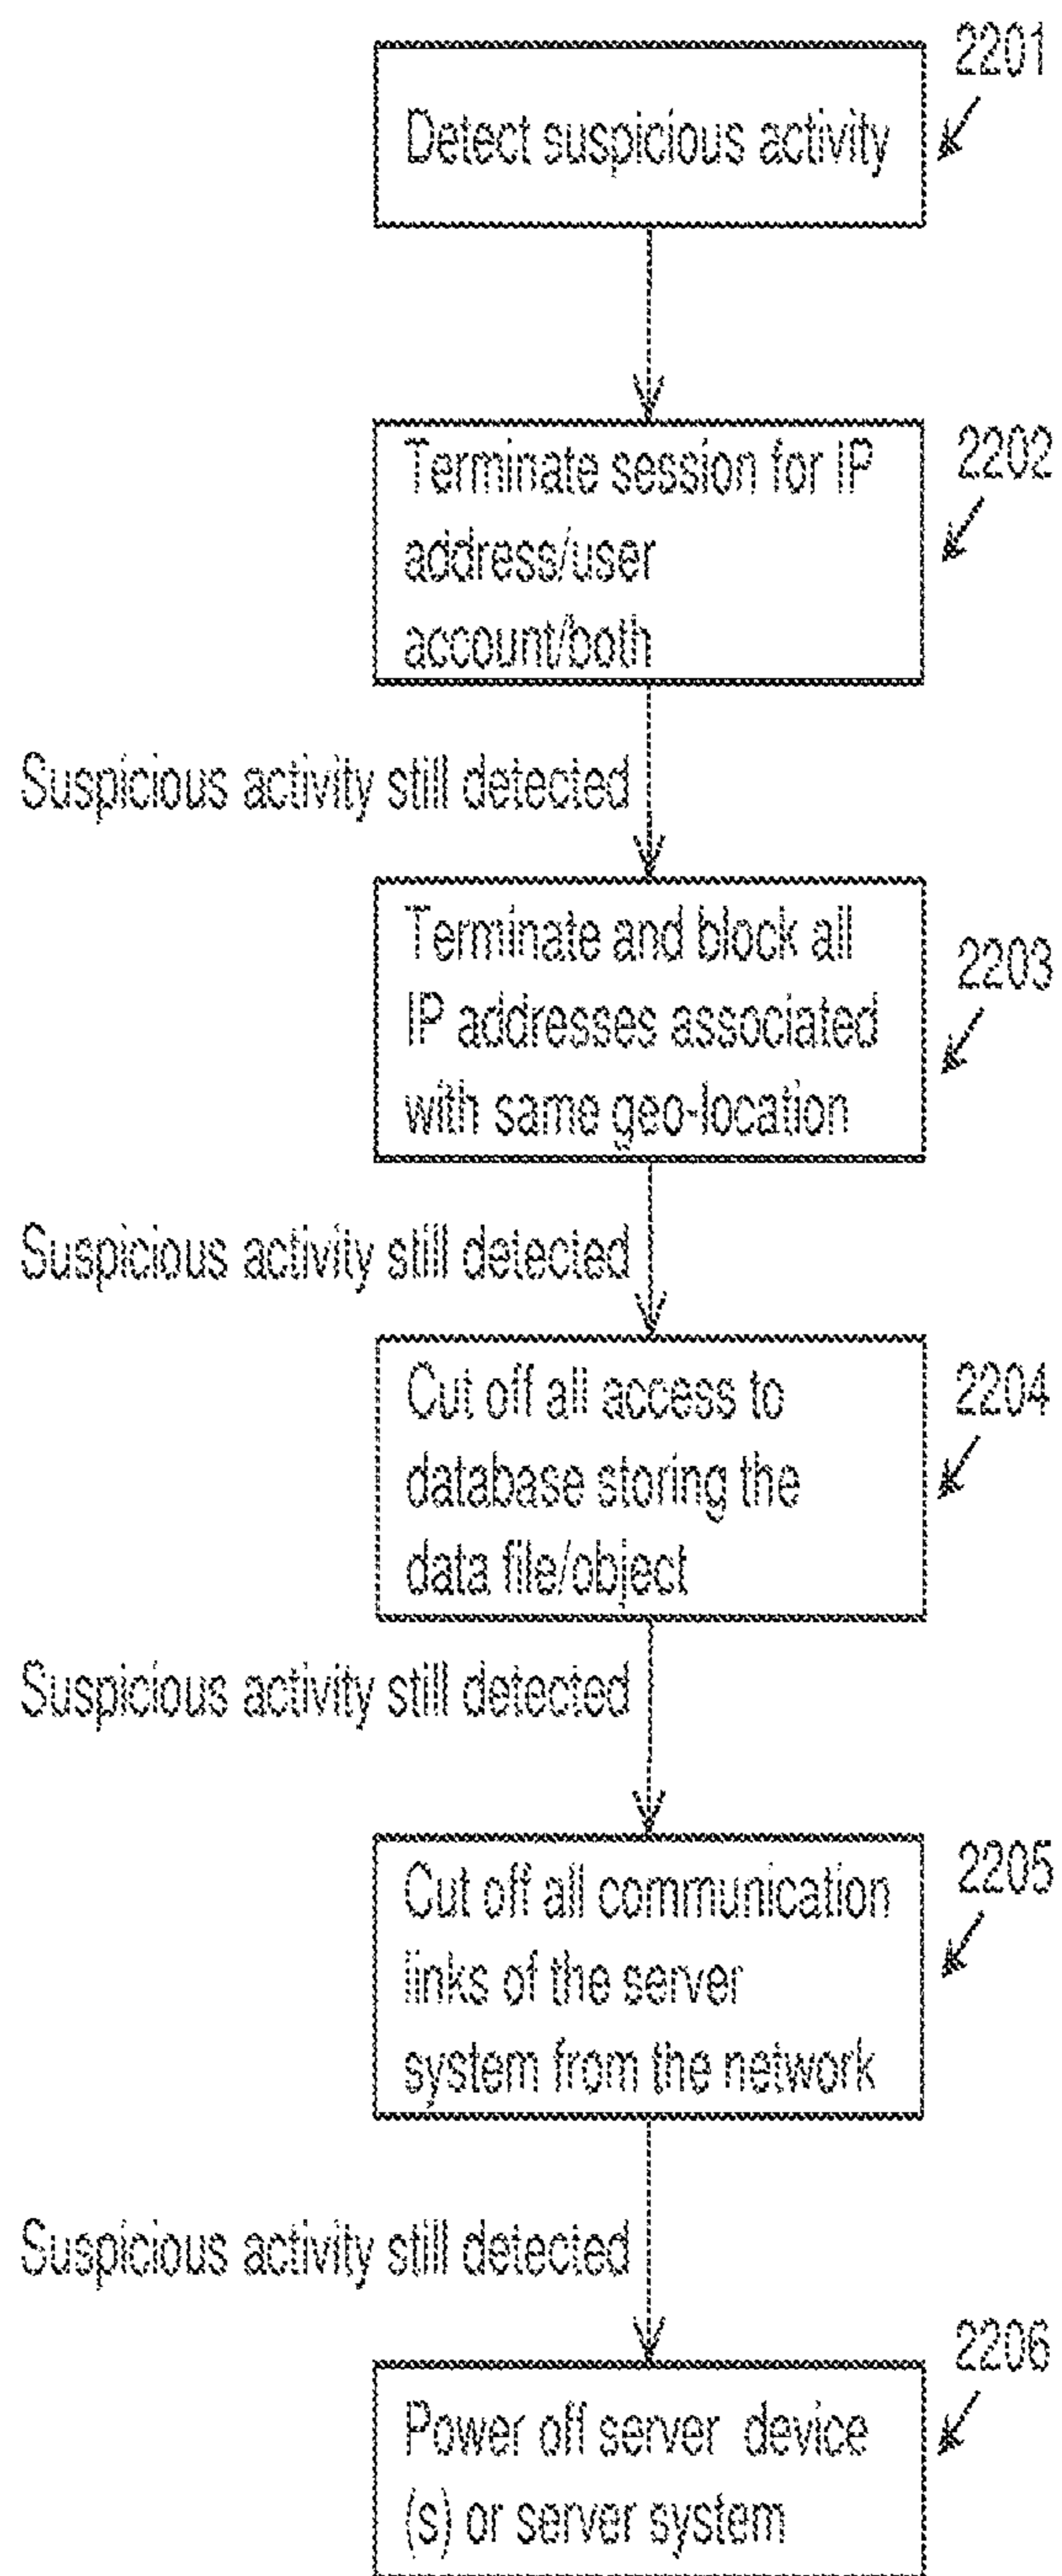 2201
Detect suspicious activity
2202
Terminate session for IP
address/user
account/both
Suspicious activity still detected
2203
Terminate and block all
IP addresses associated
with same geo-location
Suspicious activity still detected
2204
Cut off all access to
database storing the
data file/object
Suspicious activity still detected
2205
Cut off all communication
links of the server
system from the network
Suspicious activity still detected
2206
Power off server device
(s) or server system